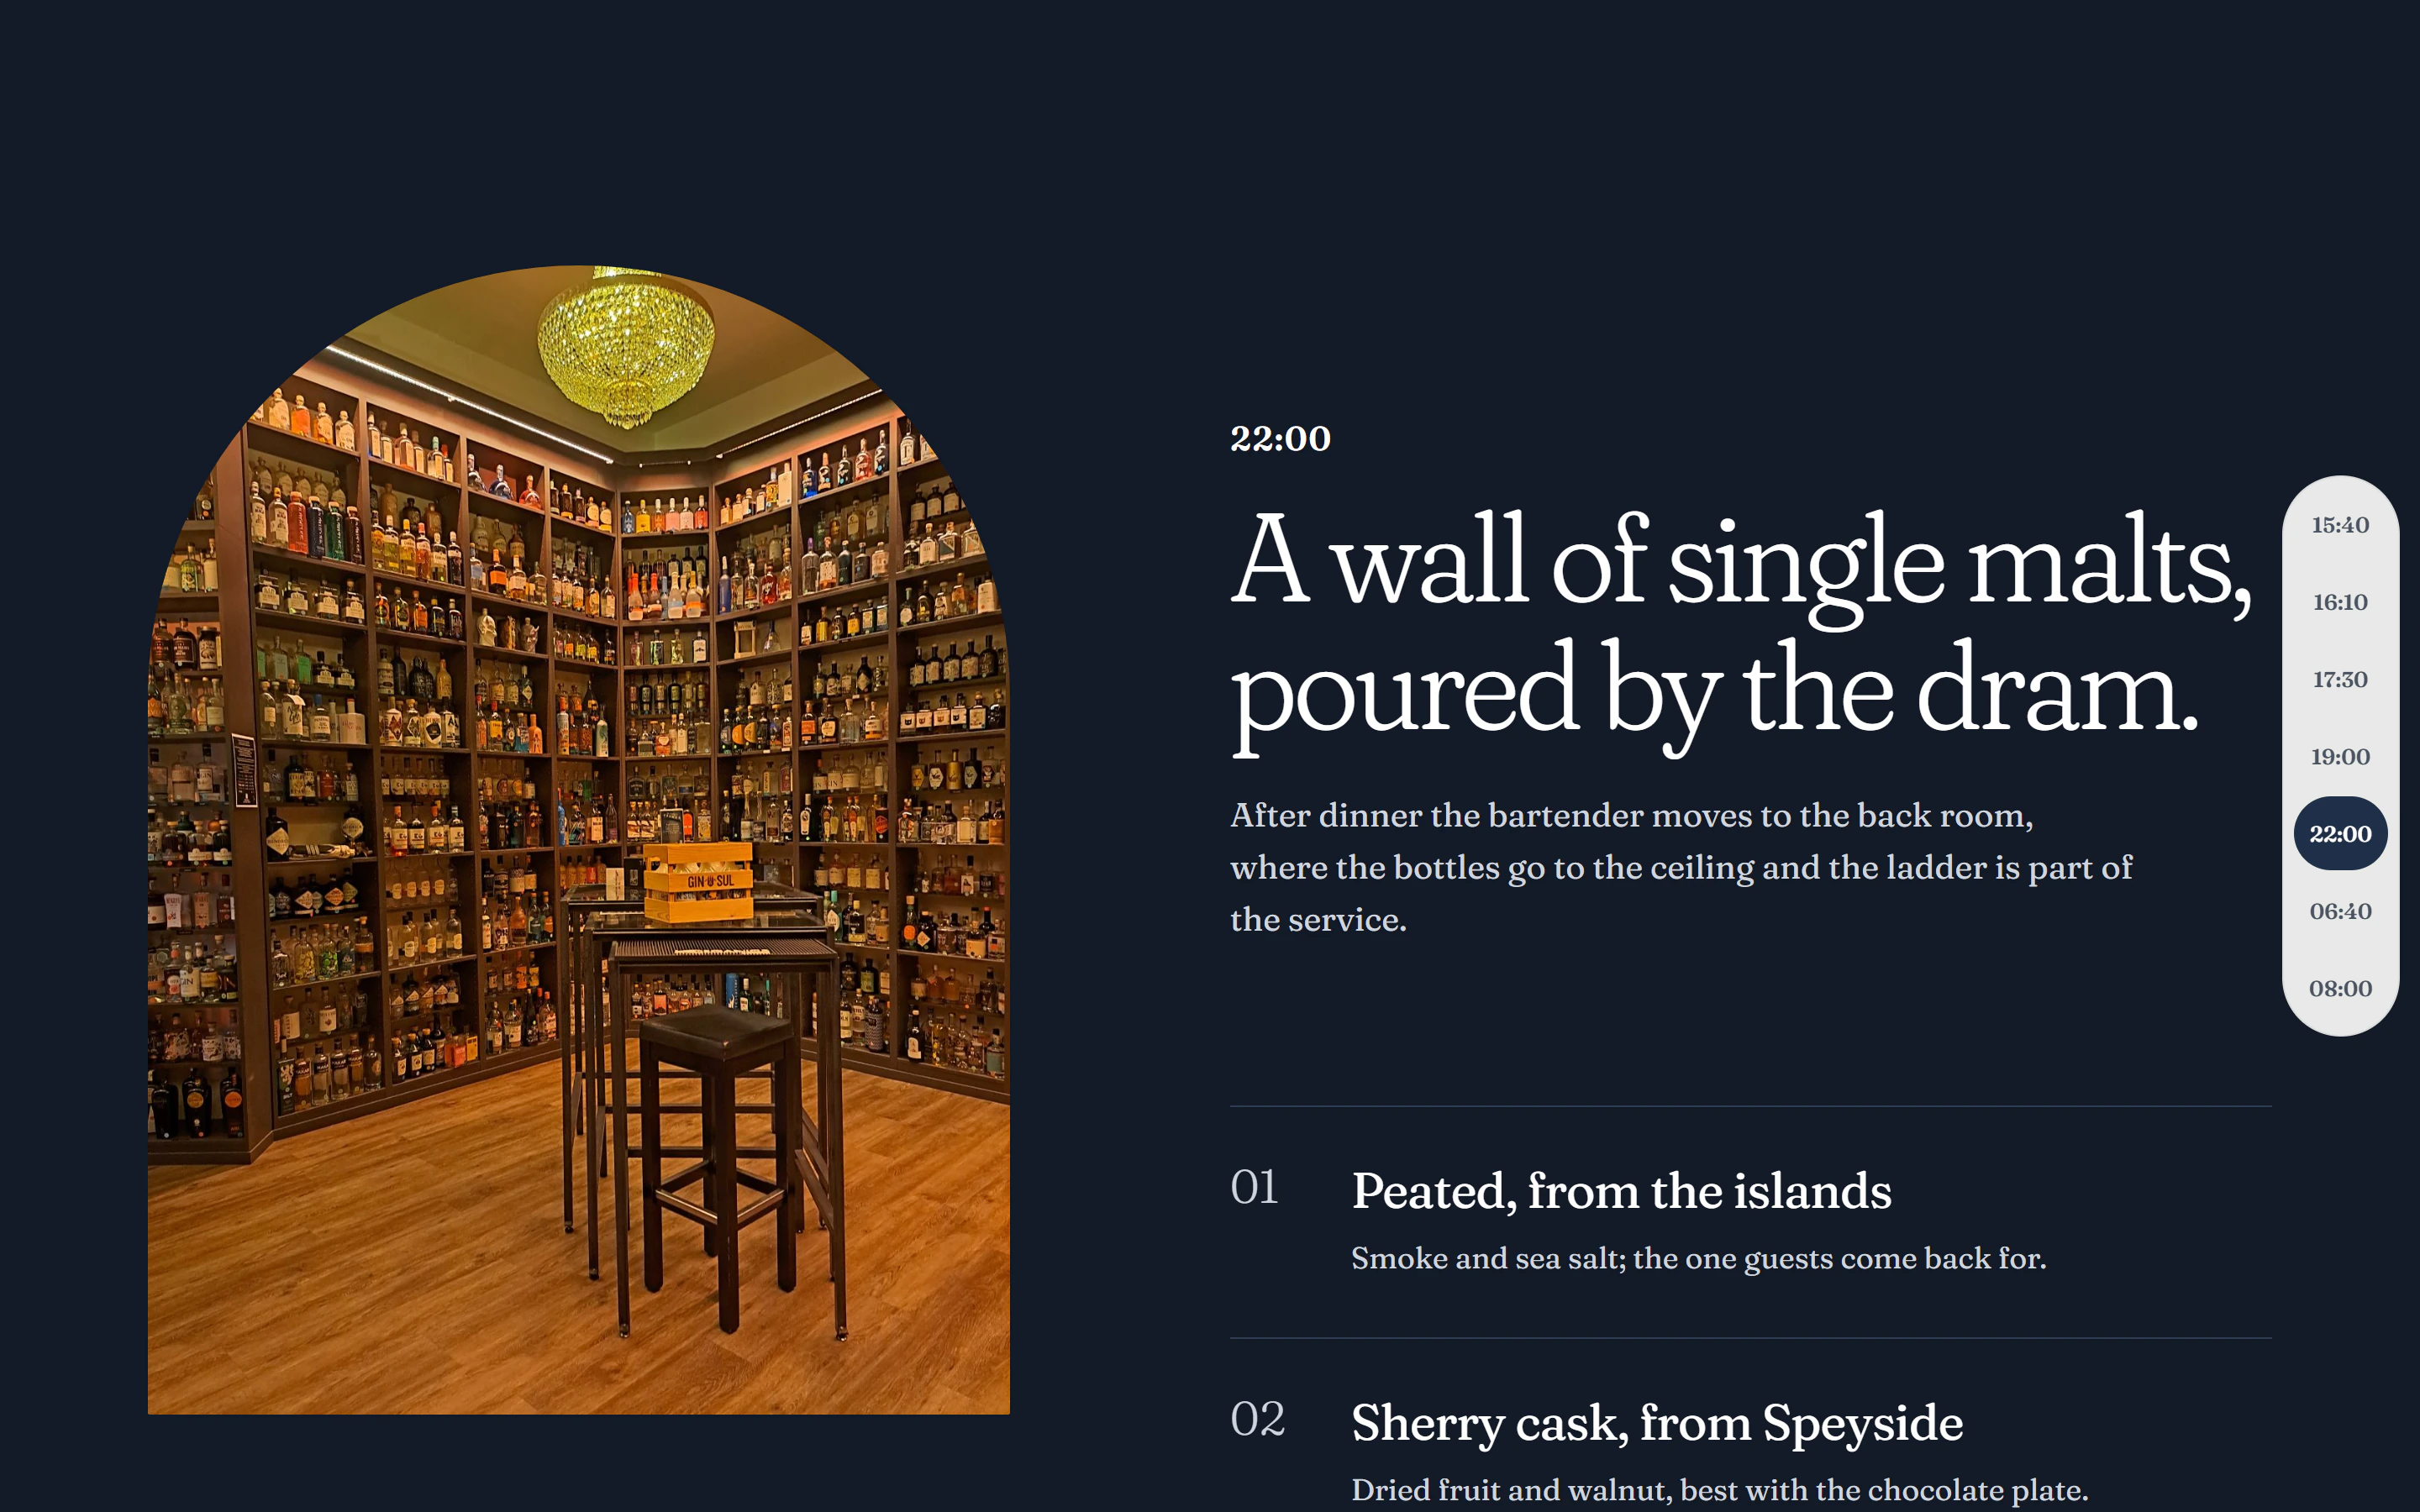 22:00
A wall of single malts,
poured by the dram.
After dinner the bartender moves to the back room,
where the bottles go to the ceiling and the ladder is part of
the service.
01
Peated, from the islands
Smoke and sea salt; the one guests come back for.
02
Sherry cask, from Speyside
Dried fruit and walnut, best with the chocolate plate.
15:40
16:10
17:30
19:00
22:00
06:40
08:00
GIN SUL